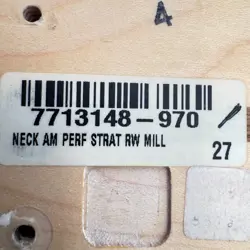 4
7713148-970
NECK AM PERF STRAT RW MILL
27